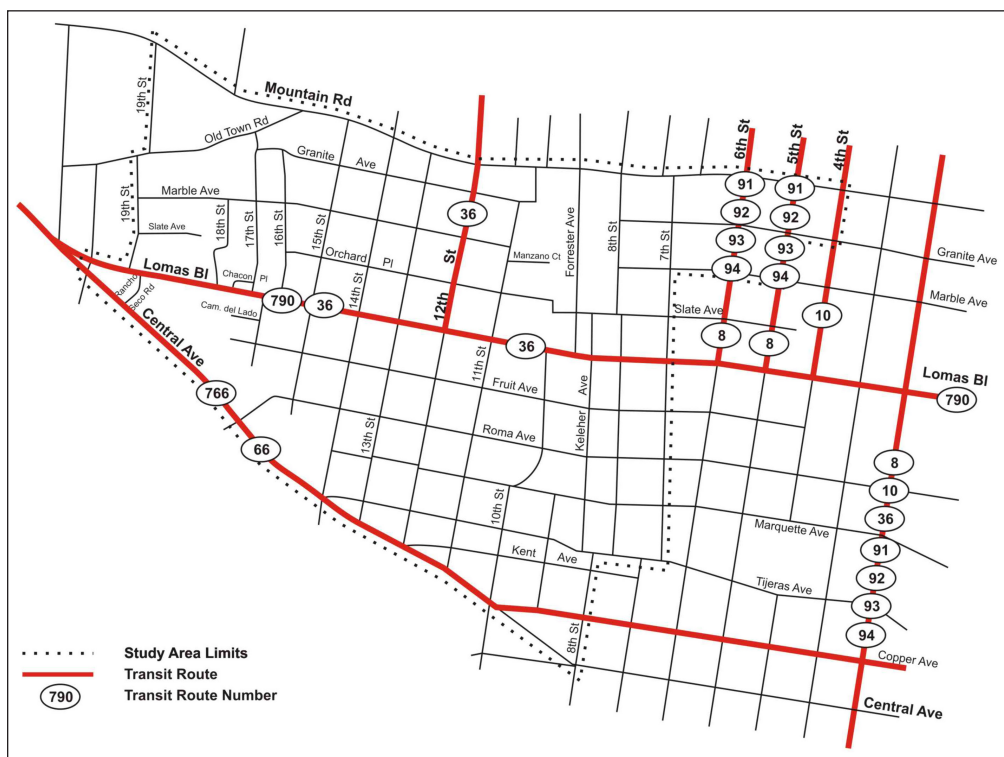 Mountain Rd
19th St
Old Town Rd
Granite Ave
6th St
5th St
4th St
91
91
Marble Ave
19th St
18th St
17th St
16th St
15th St
36
92
92
Slate Ave
Orchard Pl
12th St
Manzano Ct
Forrester Ave
8th St
7th St
93
93
Granite Ave
94
94
Lomas Bl
Rancho
Seco Rd
Chacon Pl
14th St
Marble Ave
790
36
Cam. del Lado
Slate Ave
10
8
8
Central Ave
36
11th St
Lomas Bl
790
766
Fruit Ave
Keleher Ave
66
13th St
Roma Ave
8
10
10th St
36
Marquette Ave
91
Kent Ave
92
Tijeras Ave
93
94
8th St
Copper Ave
Central Ave
Study Area Limits
Transit Route
790 Transit Route Number